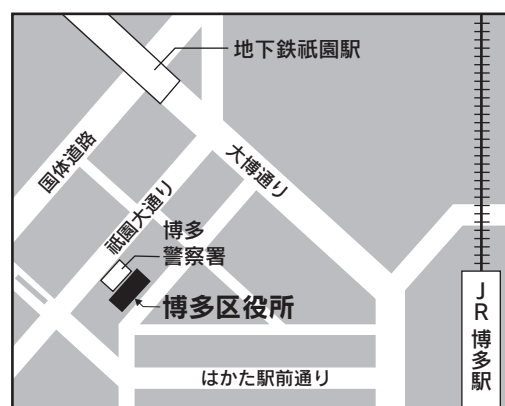 地下鉄祇園駅
国体道路
大博通り
祇園大通り
博多
警察署
博多区役所
JR博多駅
はかた駅前通り